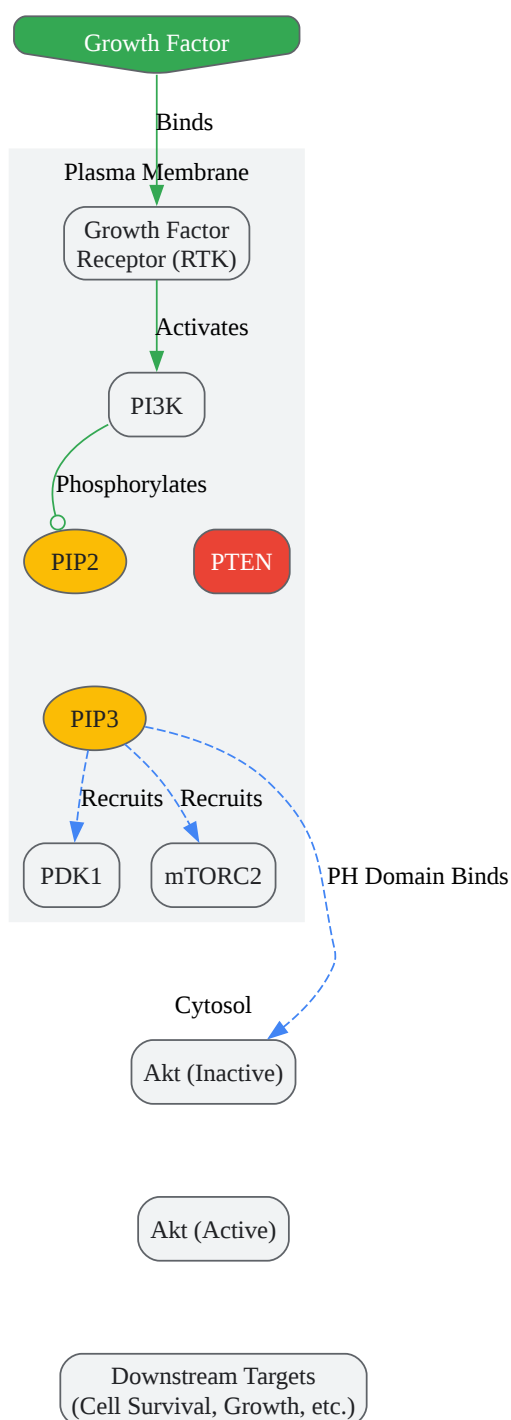 Growth Factor
Binds
Plasma Membrane
Growth Factor
Receptor (RTK)
Activates
PI3K
Phosphorylates
PIP2
PTEN
PIP3
Recruits
Recruits
PDK1
mTORC2
PH Domain Binds
Cytosol
Akt (Inactive)
Akt (Active)
Downstream Targets
(Cell Survival, Growth, etc.)